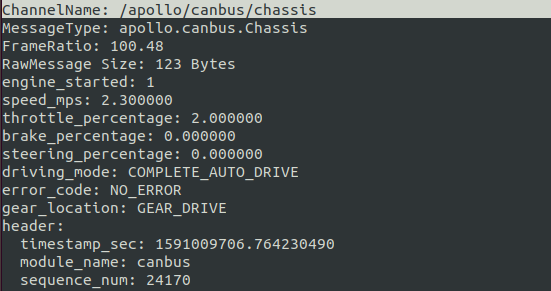 ChannelName: /apollo/canbus/chassis
MessageType: apollo.canbus.Chassis
FrameRatio: 100.48
RawMessage Size: 123 Bytes
engine_started: 1
speed_mps: 2.300000
throttle_percentage: 2.000000
brake_percentage: 0.000000
steering_percentage: 0.000000
driving_mode: COMPLETE_AUTO_DRIVE
error_code: NO_ERROR
gear_location: GEAR_DRIVE
header:
  timestamp_sec: 1591009706.764230490
  module_name: canbus
  sequence_num: 24170